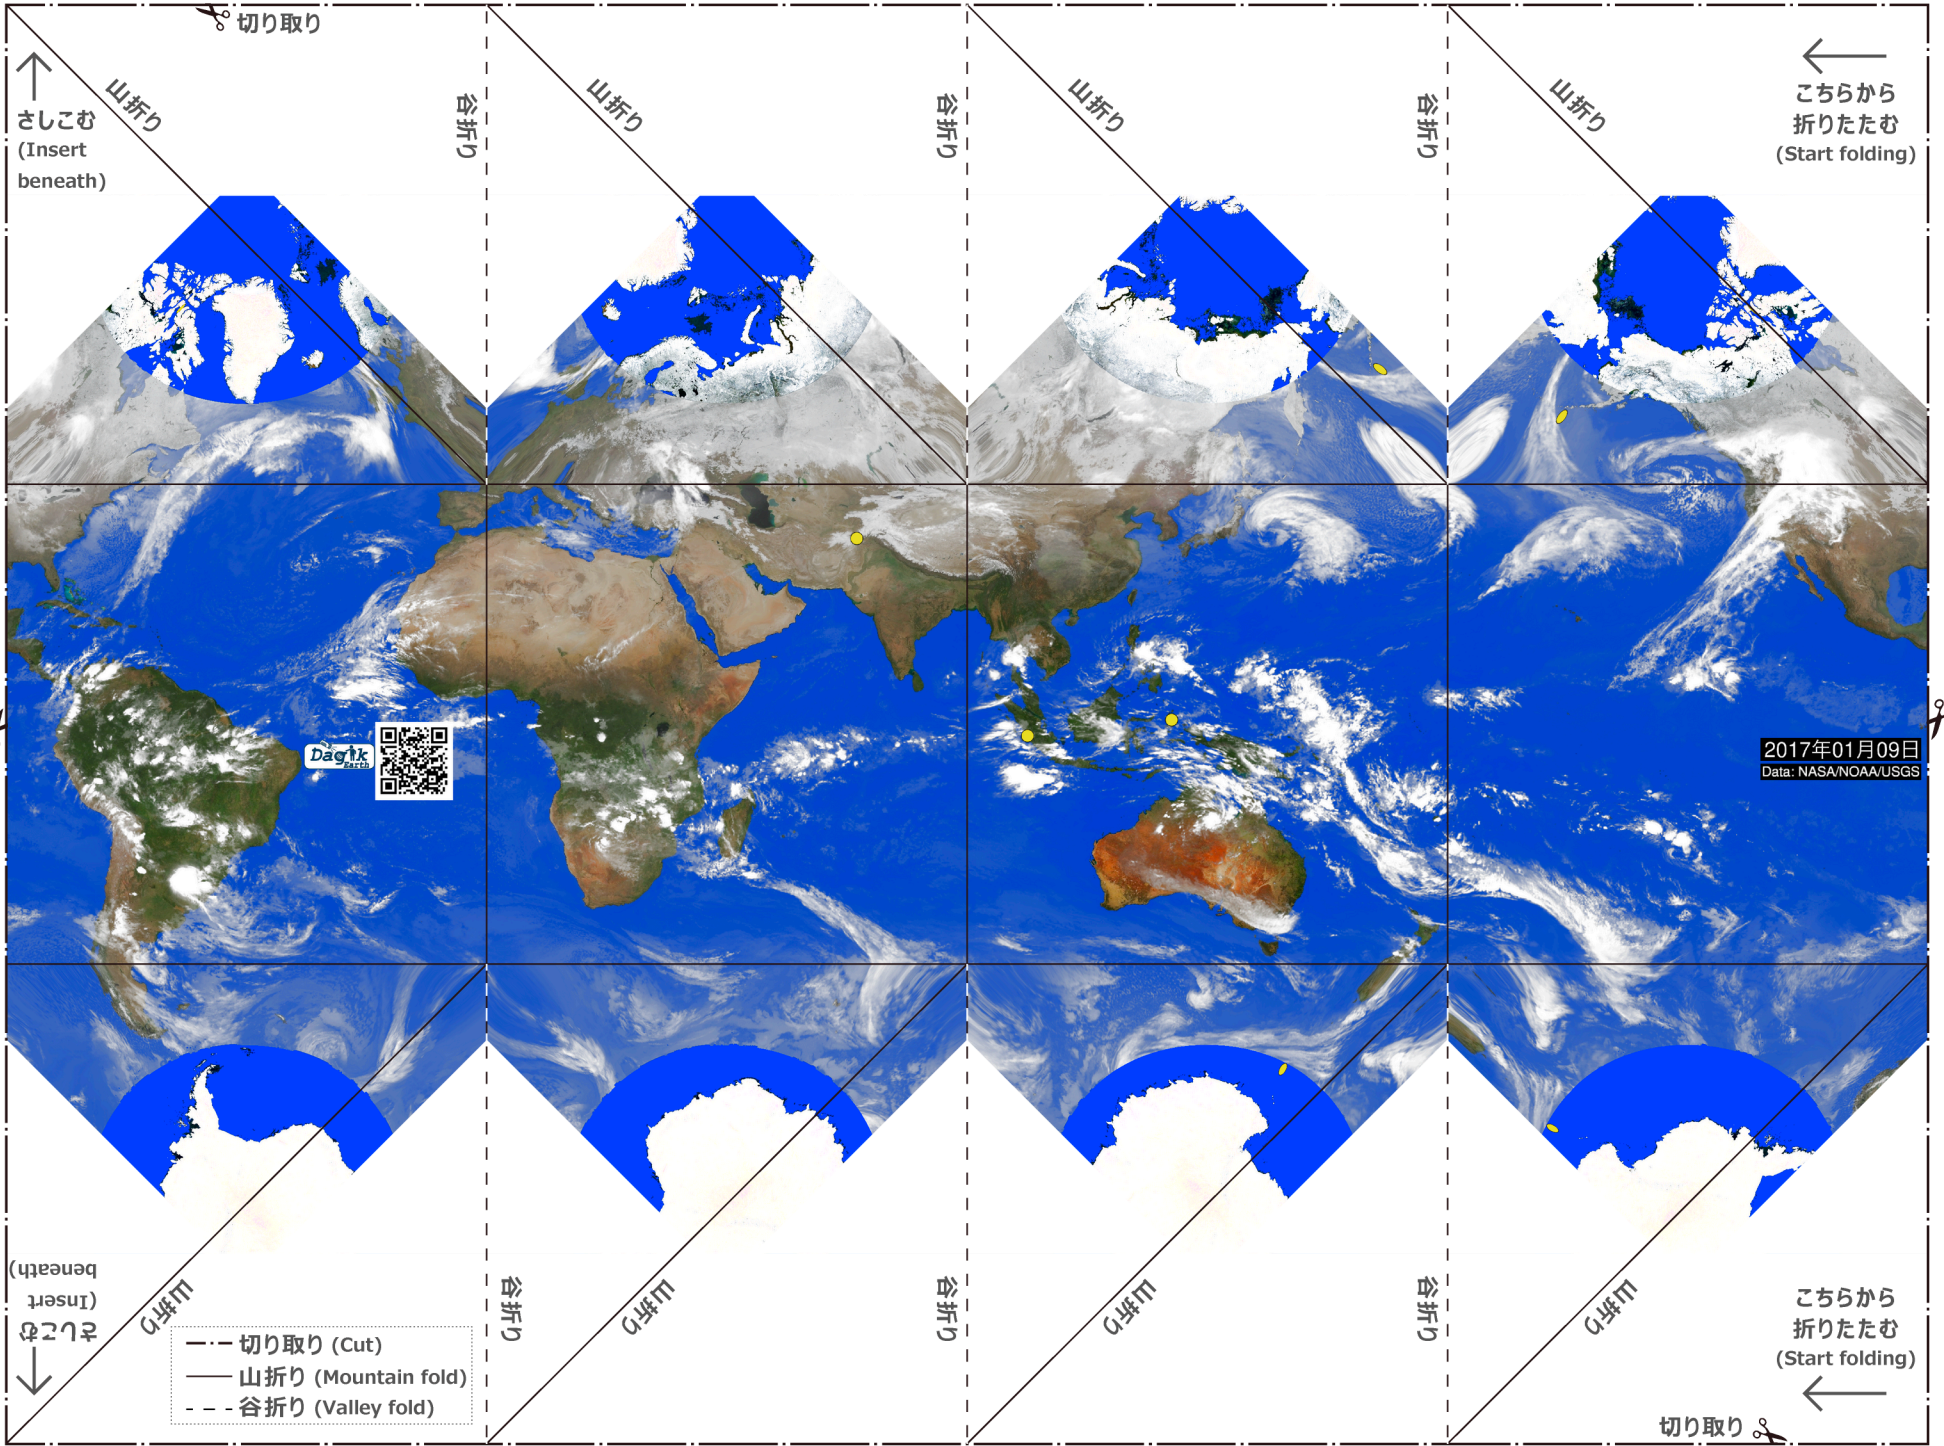 切り取り
山折り
谷折り
山折り
谷折り
山折り
谷折り
山折り
さしこむ
(Insert
beneath)
こちらから
折りたたむ
(Start folding)
Dagik
Earth
2017年01月09日
Data: NASA/NOAA/USGS
さしこむ
(Insert
beneath)
山折り
谷折り
山折り
谷折り
山折り
谷折り
山折り
こちらから
折りたたむ
(Start folding)
切り取り (Cut)
山折り (Mountain fold)
谷折り (Valley fold)
切り取り